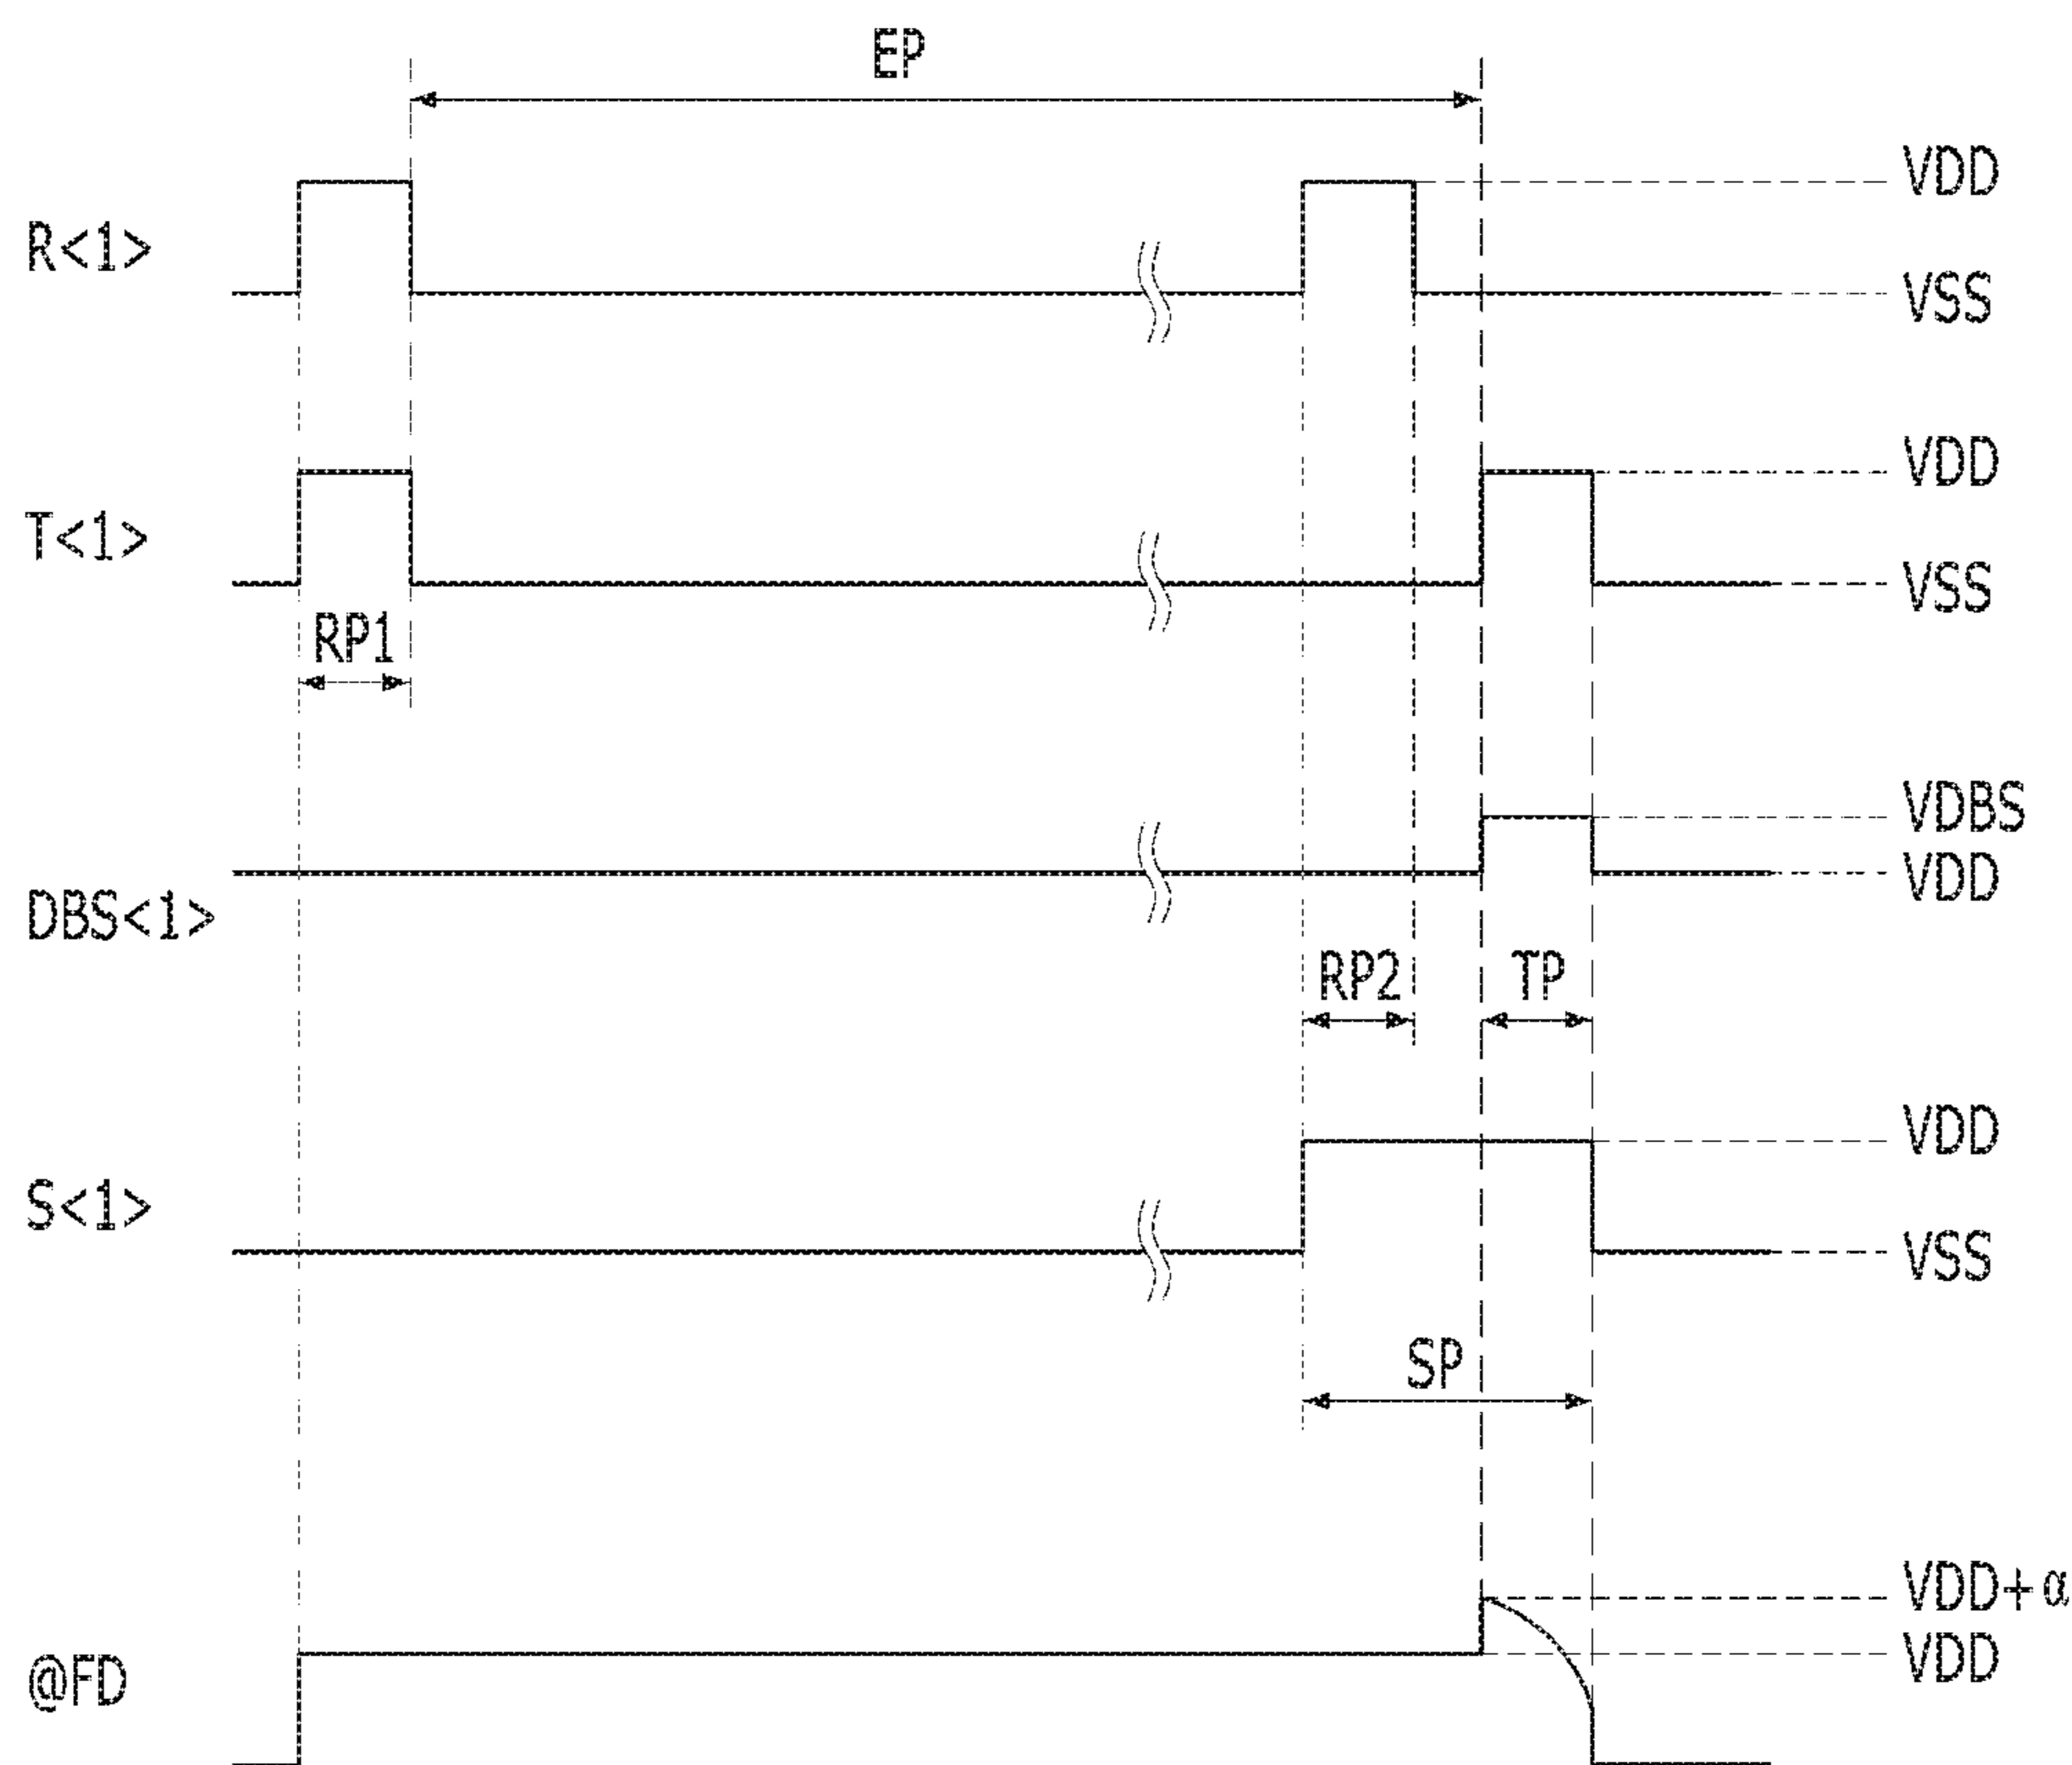 EP
R<1>
VDD
VSS
T<1>
VDD
VSS
RP1
DBS<1>
VDBS
VDD
RP2
TP
S<1>
VDD
VSS
SP
@FD
VDD+α
VDD